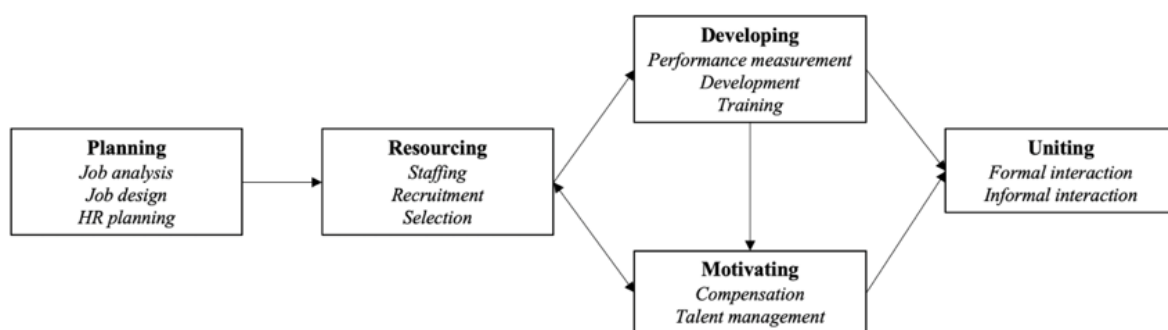 Planning
Job analysis
Job design
HR planning
Resourcing
Staffing
Recruitment
Selection
Developing
Performance measurement
Development
Training
Motivating
Compensation
Talent management
Uniting
Formal interaction
Informal interaction